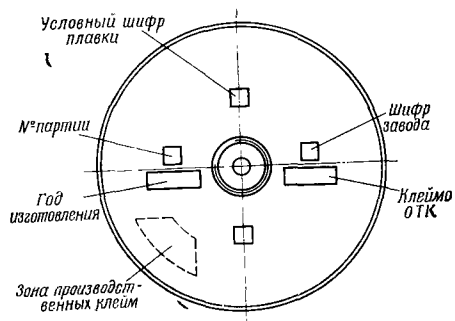 Условный шифр
плавки
№ партии
Шифр
завода
Год
изготовления
Клеймо
ОТК
Зона производст-
венных клейм